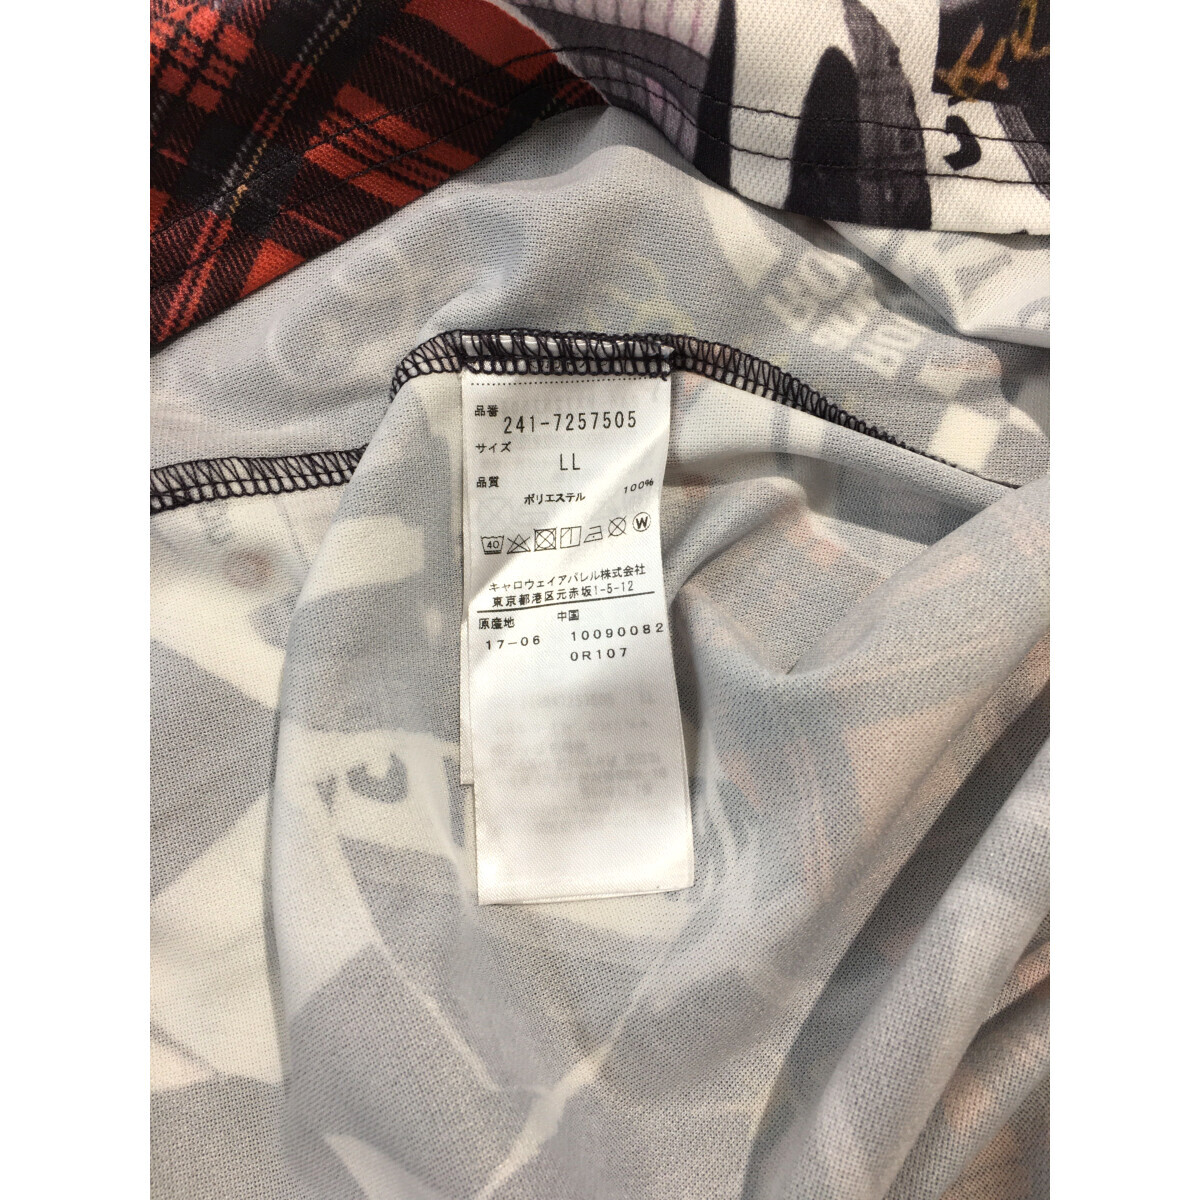 品番
241-7257505
サイズ
LL
品質
ポリエステル 100%
40 W
キャロウェイアパレル株式会社
東京都港区元赤坂1-5-12
原産地 中国
17-06 10090082
0R107